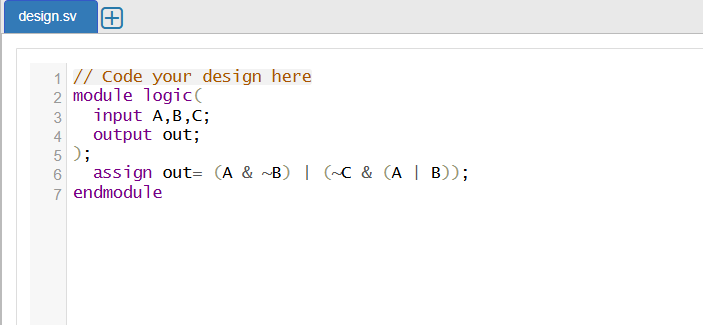 design.sv
1 // Code your design here
2 module logic(
3   input A,B,C;
4   output out;
5 );
6   assign out= (A & ~B) | (~C & (A | B));
7 endmodule